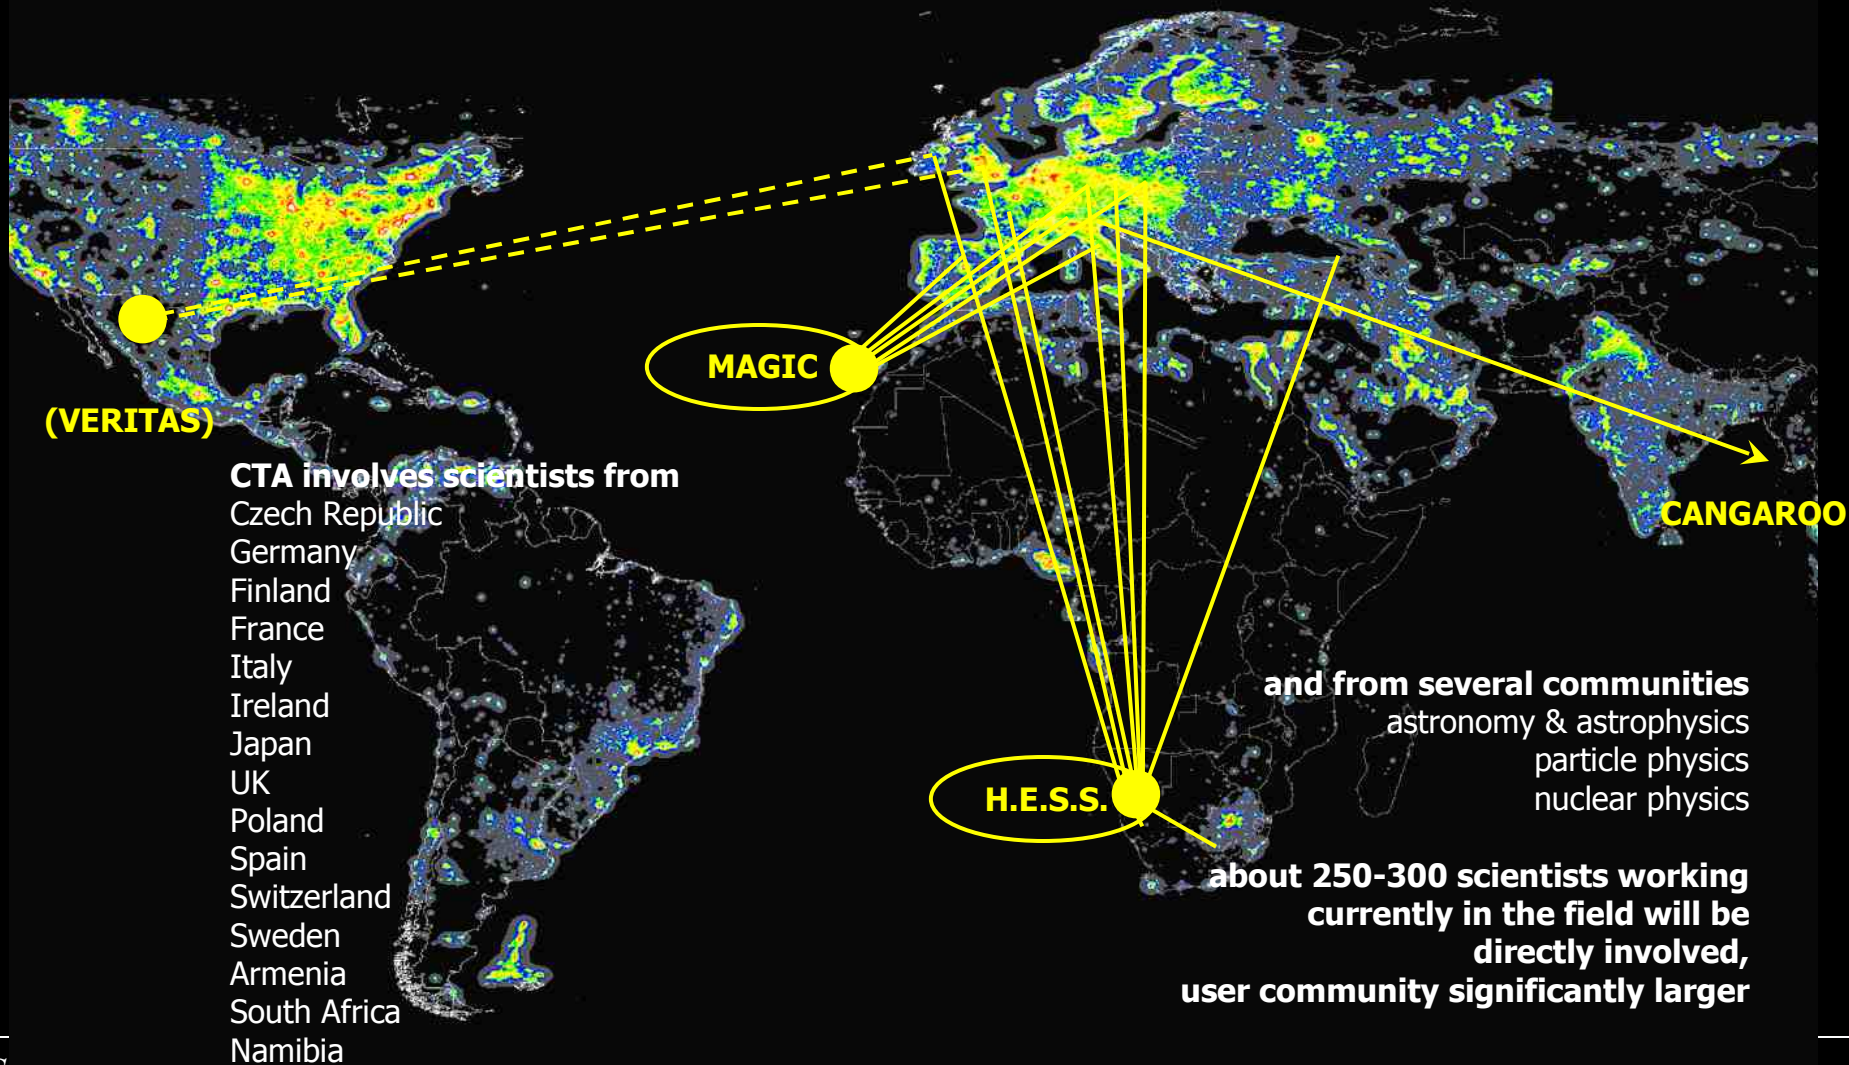 MAGIC
(VERITAS)
CTA involves scientists from
Czech Republic
Germany
Finland
France
Italy
Ireland
Japan
UK
Poland
Spain
Switzerland
Sweden
Armenia
South Africa
Namibia
CANGAROO
H.E.S.S.
and from several communities
astronomy & astrophysics
particle physics
nuclear physics
about 250-300 scientists working
currently in the field will be
directly involved,
user community significantly larger